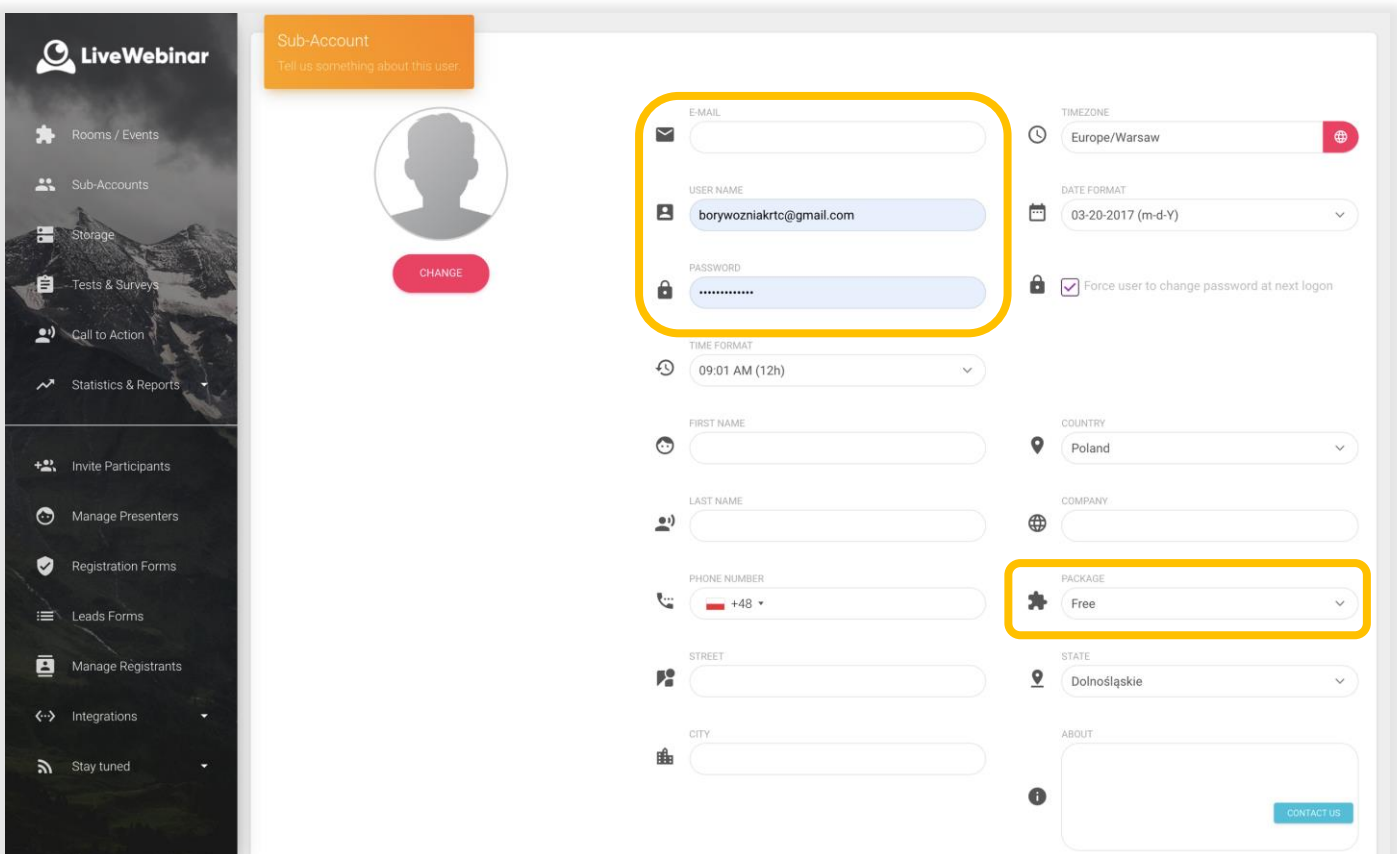 LiveWebinar
Rooms / Events
Sub-Accounts
Storage
Tests & Surveys
Call to Action
Statistics & Reports
Invite Participants
Manage Presenters
Registration Forms
Leads Forms
Manage Registrants
Integrations
Stay tuned
Sub-Account
Tell us something about this user.
CHANGE
E-MAIL
TIMEZONE
Europe/Warsaw
USER NAME
borywozniakrtc@gmail.com
DATE FORMAT
03-20-2017 (m-d-Y)
PASSWORD
•••••••••••••
Force user to change password at next logon
TIME FORMAT
09:01 AM (12h)
FIRST NAME
COUNTRY
Poland
LAST NAME
COMPANY
PHONE NUMBER
+48
PACKAGE
Free
STREET
STATE
Dolnośląskie
CITY
ABOUT
CONTACT US